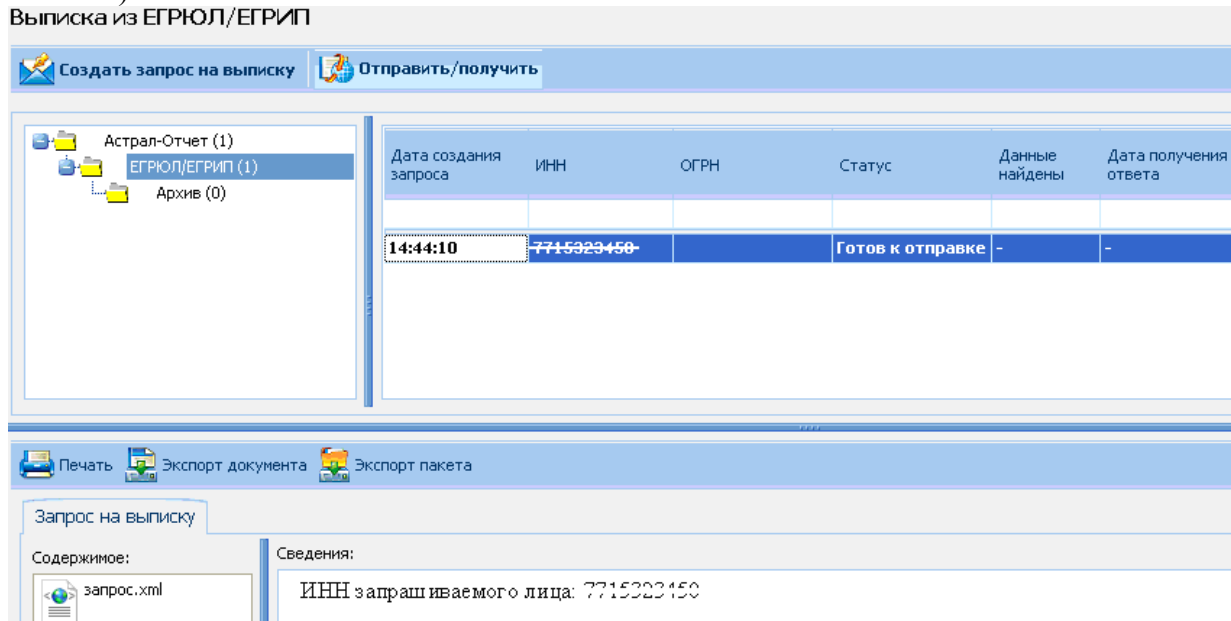 Выписка из ЕГРЮЛ/ЕГРИП
Создать запрос на выписку Отправить/получить
Астрал-Отчет (1)
ЕГРЮЛ/ЕГРИП (1)
Архив (0)
Дата создания запроса ИНН ОГРН Статус Данные найдены Дата получения ответа
14:44:10 Готов к отправке - -
Печать Экспорт документа Экспорт пакета
Запрос на выписку
Содержимое:
запрос.xml
Сведения:
ИНН запрашиваемого лица: